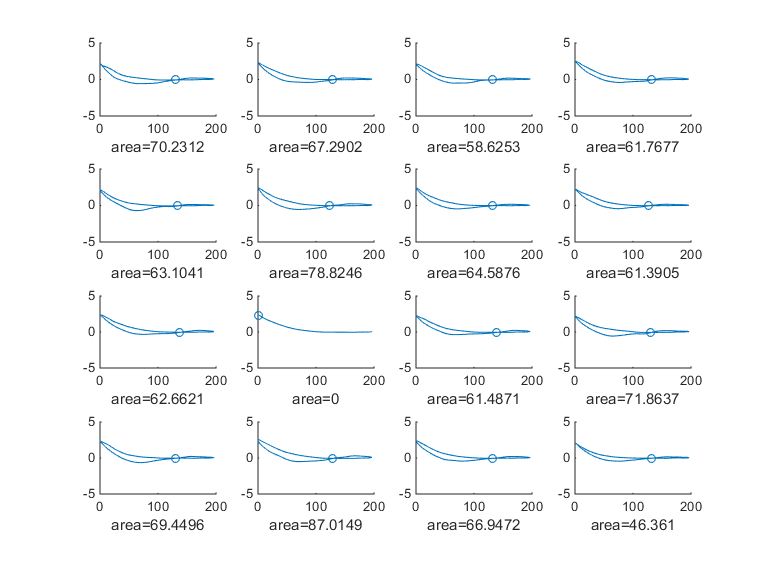 5 5 5 5
0 0 0 0
-5 -5 -5 -5
0 100 200 0 100 200 0 100 200 0 100 200
area=70.2312 area=67.2902 area=58.6253 area=61.7677
5 5 5 5
0 0 0 0
-5 -5 -5 -5
0 100 200 0 100 200 0 100 200 0 100 200
area=63.1041 area=78.8246 area=64.5876 area=61.3905
5 5 5 5
0 0 0 0
-5 -5 -5 -5
0 100 200 0 100 200 0 100 200 0 100 200
area=62.6621 area=0 area=61.4871 area=71.8637
5 5 5 5
0 0 0 0
-5 -5 -5 -5
0 100 200 0 100 200 0 100 200 0 100 200
area=69.4496 area=87.0149 area=66.9472 area=46.361